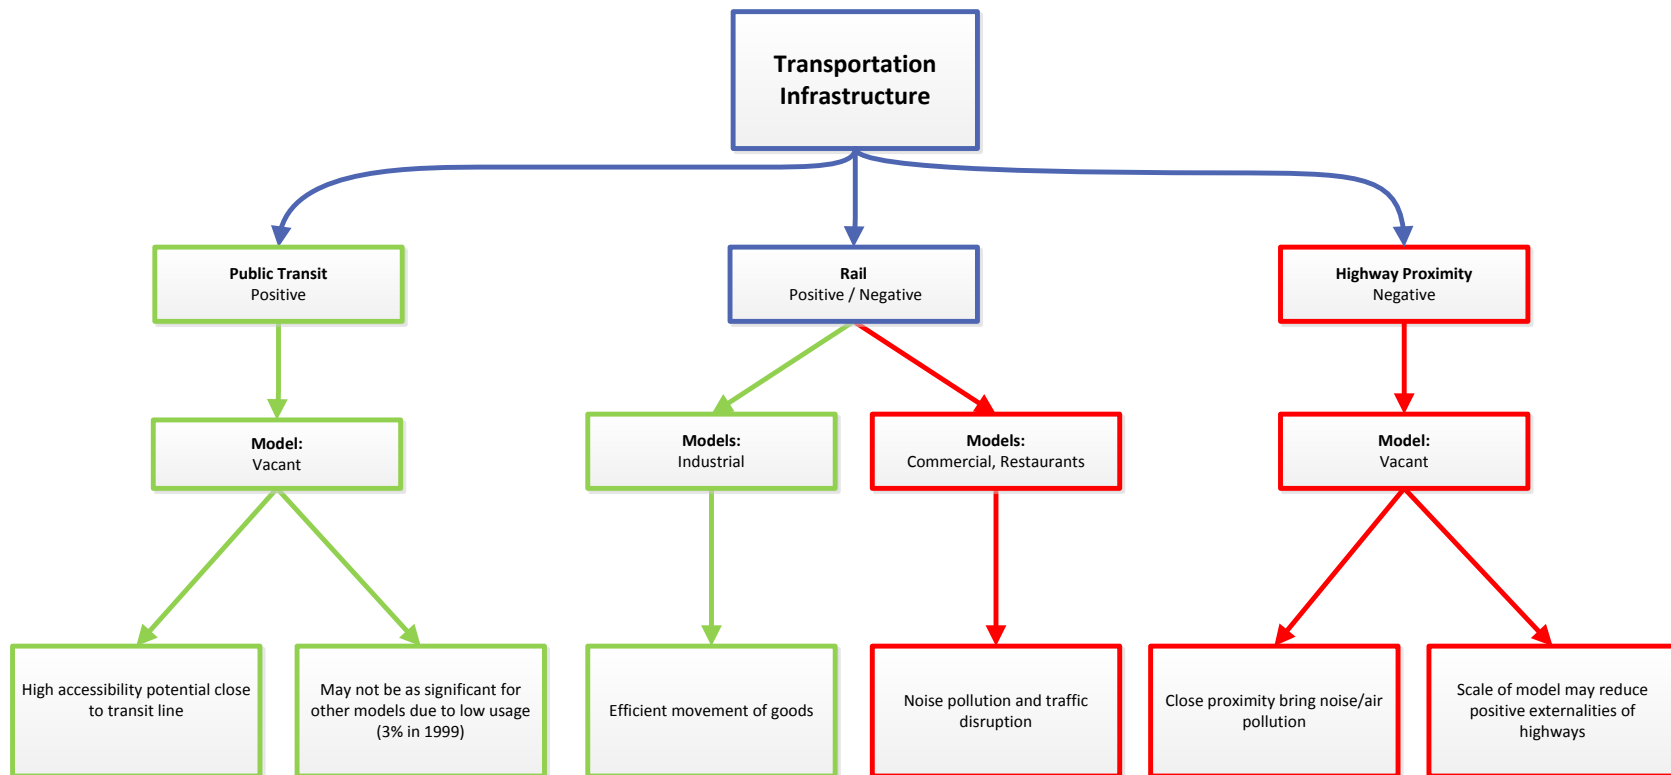 Transportation
Infrastructure
Public Transit
Positive
Rail
Positive / Negative
Highway Proximity
Negative
Model:
Vacant
Models:
Industrial
Models:
Commercial, Restaurants
Model:
Vacant
High accessibility potential close
to transit line
May not be as significant for
other models due to low usage
(3% in 1999)
Efficient movement of goods
Noise pollution and traffic
disruption
Close proximity bring noise/air
pollution
Scale of model may reduce
positive externalities of
highways